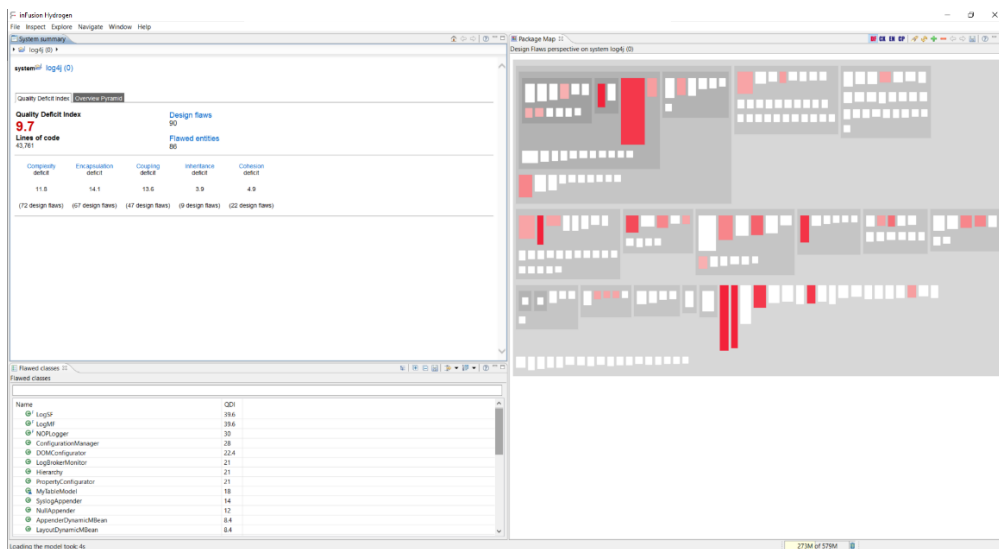 inFusion Hydrogen
File Inspect Explore Navigate Window Help
System summary
log4j (0)
system log4j (0)
Quality Deficit Index Overview Pyramid
Quality Deficit Index
9.7
Lines of code
43,761
Design flaws
90
Flawed entities
86
Complexity deficit Encapsulation deficit Coupling deficit Inheritance deficit Cohesion deficit
11.8 14.1 13.6 3.9 4.9
(72 design flaws) (67 design flaws) (47 design flaws) (9 design flaws) (22 design flaws)
Package Map
Design Flaws perspective on system log4j (0)
Flawed classes
Flawed classes
Name QDI
LogSF 39.6
LogMF 39.6
NOPLogger 30
ConfigurationManager 28
DOMConfigurator 22.4
LogBrokerMonitor 21
Hierarchy 21
PropertyConfigurator 21
MyTableModel 18
SyslogAppender 14
NullAppender 12
AppenderDynamicMBean 8.4
LayoutDynamicMBean 8.4
Loading the model took: 4s
273M of 579M